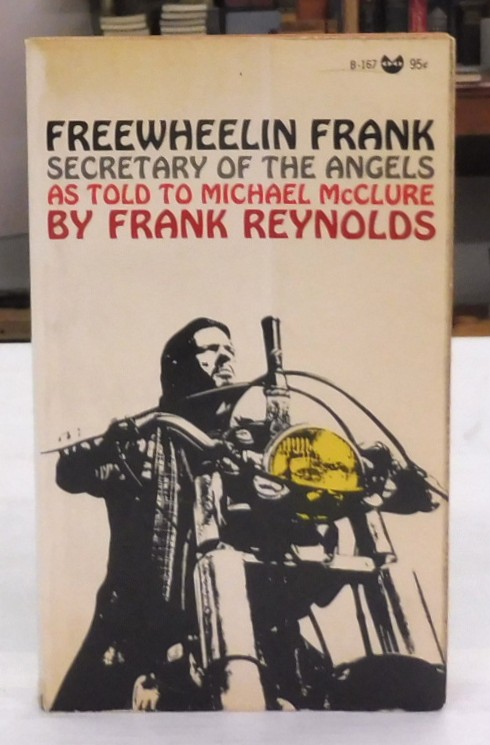 B-167 95¢
FREEWHEELIN FRANK
SECRETARY OF THE ANGELS
AS TOLD TO MICHAEL McCLURE
BY FRANK REYNOLDS